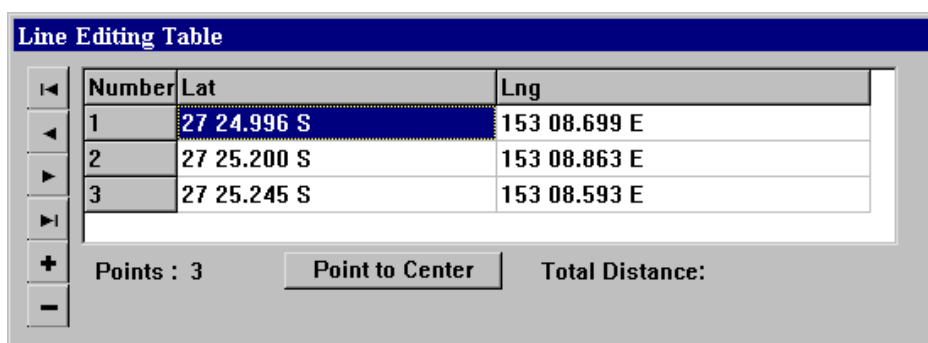 Line Editing Table
Number Lat Lng
1 27 24.996 S 153 08.699 E
2 27 25.200 S 153 08.863 E
3 27 25.245 S 153 08.593 E
Points : 3 Point to Center Total Distance: